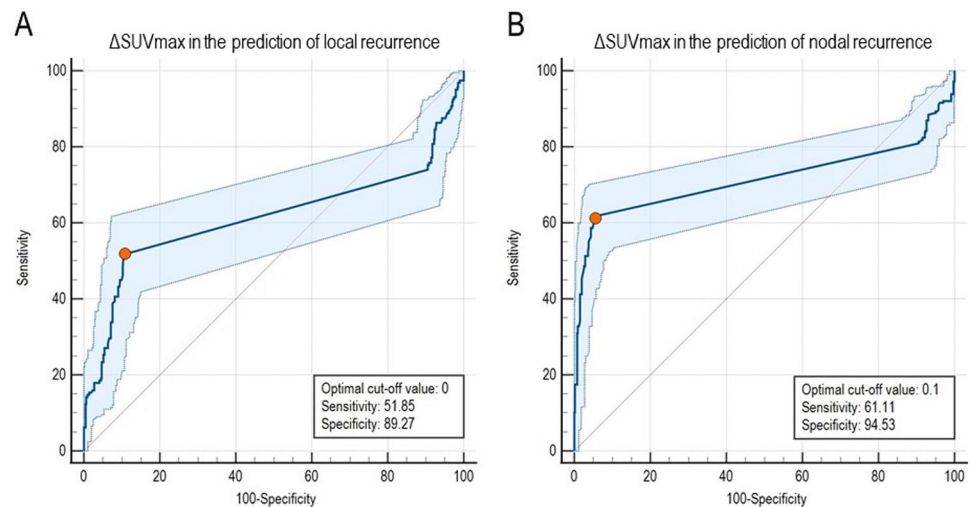 A
ΔSUVmax in the prediction of local recurrence
100
80
60
40
20
0
Sensitivity
0 20 40 60 80 100
100-Specificity
Optimal cut-off value: 0
Sensitivity: 51.85
Specificity: 89.27
B
ΔSUVmax in the prediction of nodal recurrence
100
80
60
40
20
0
Sensitivity
0 20 40 60 80 100
100-Specificity
Optimal cut-off value: 0.1
Sensitivity: 61.11
Specificity: 94.53